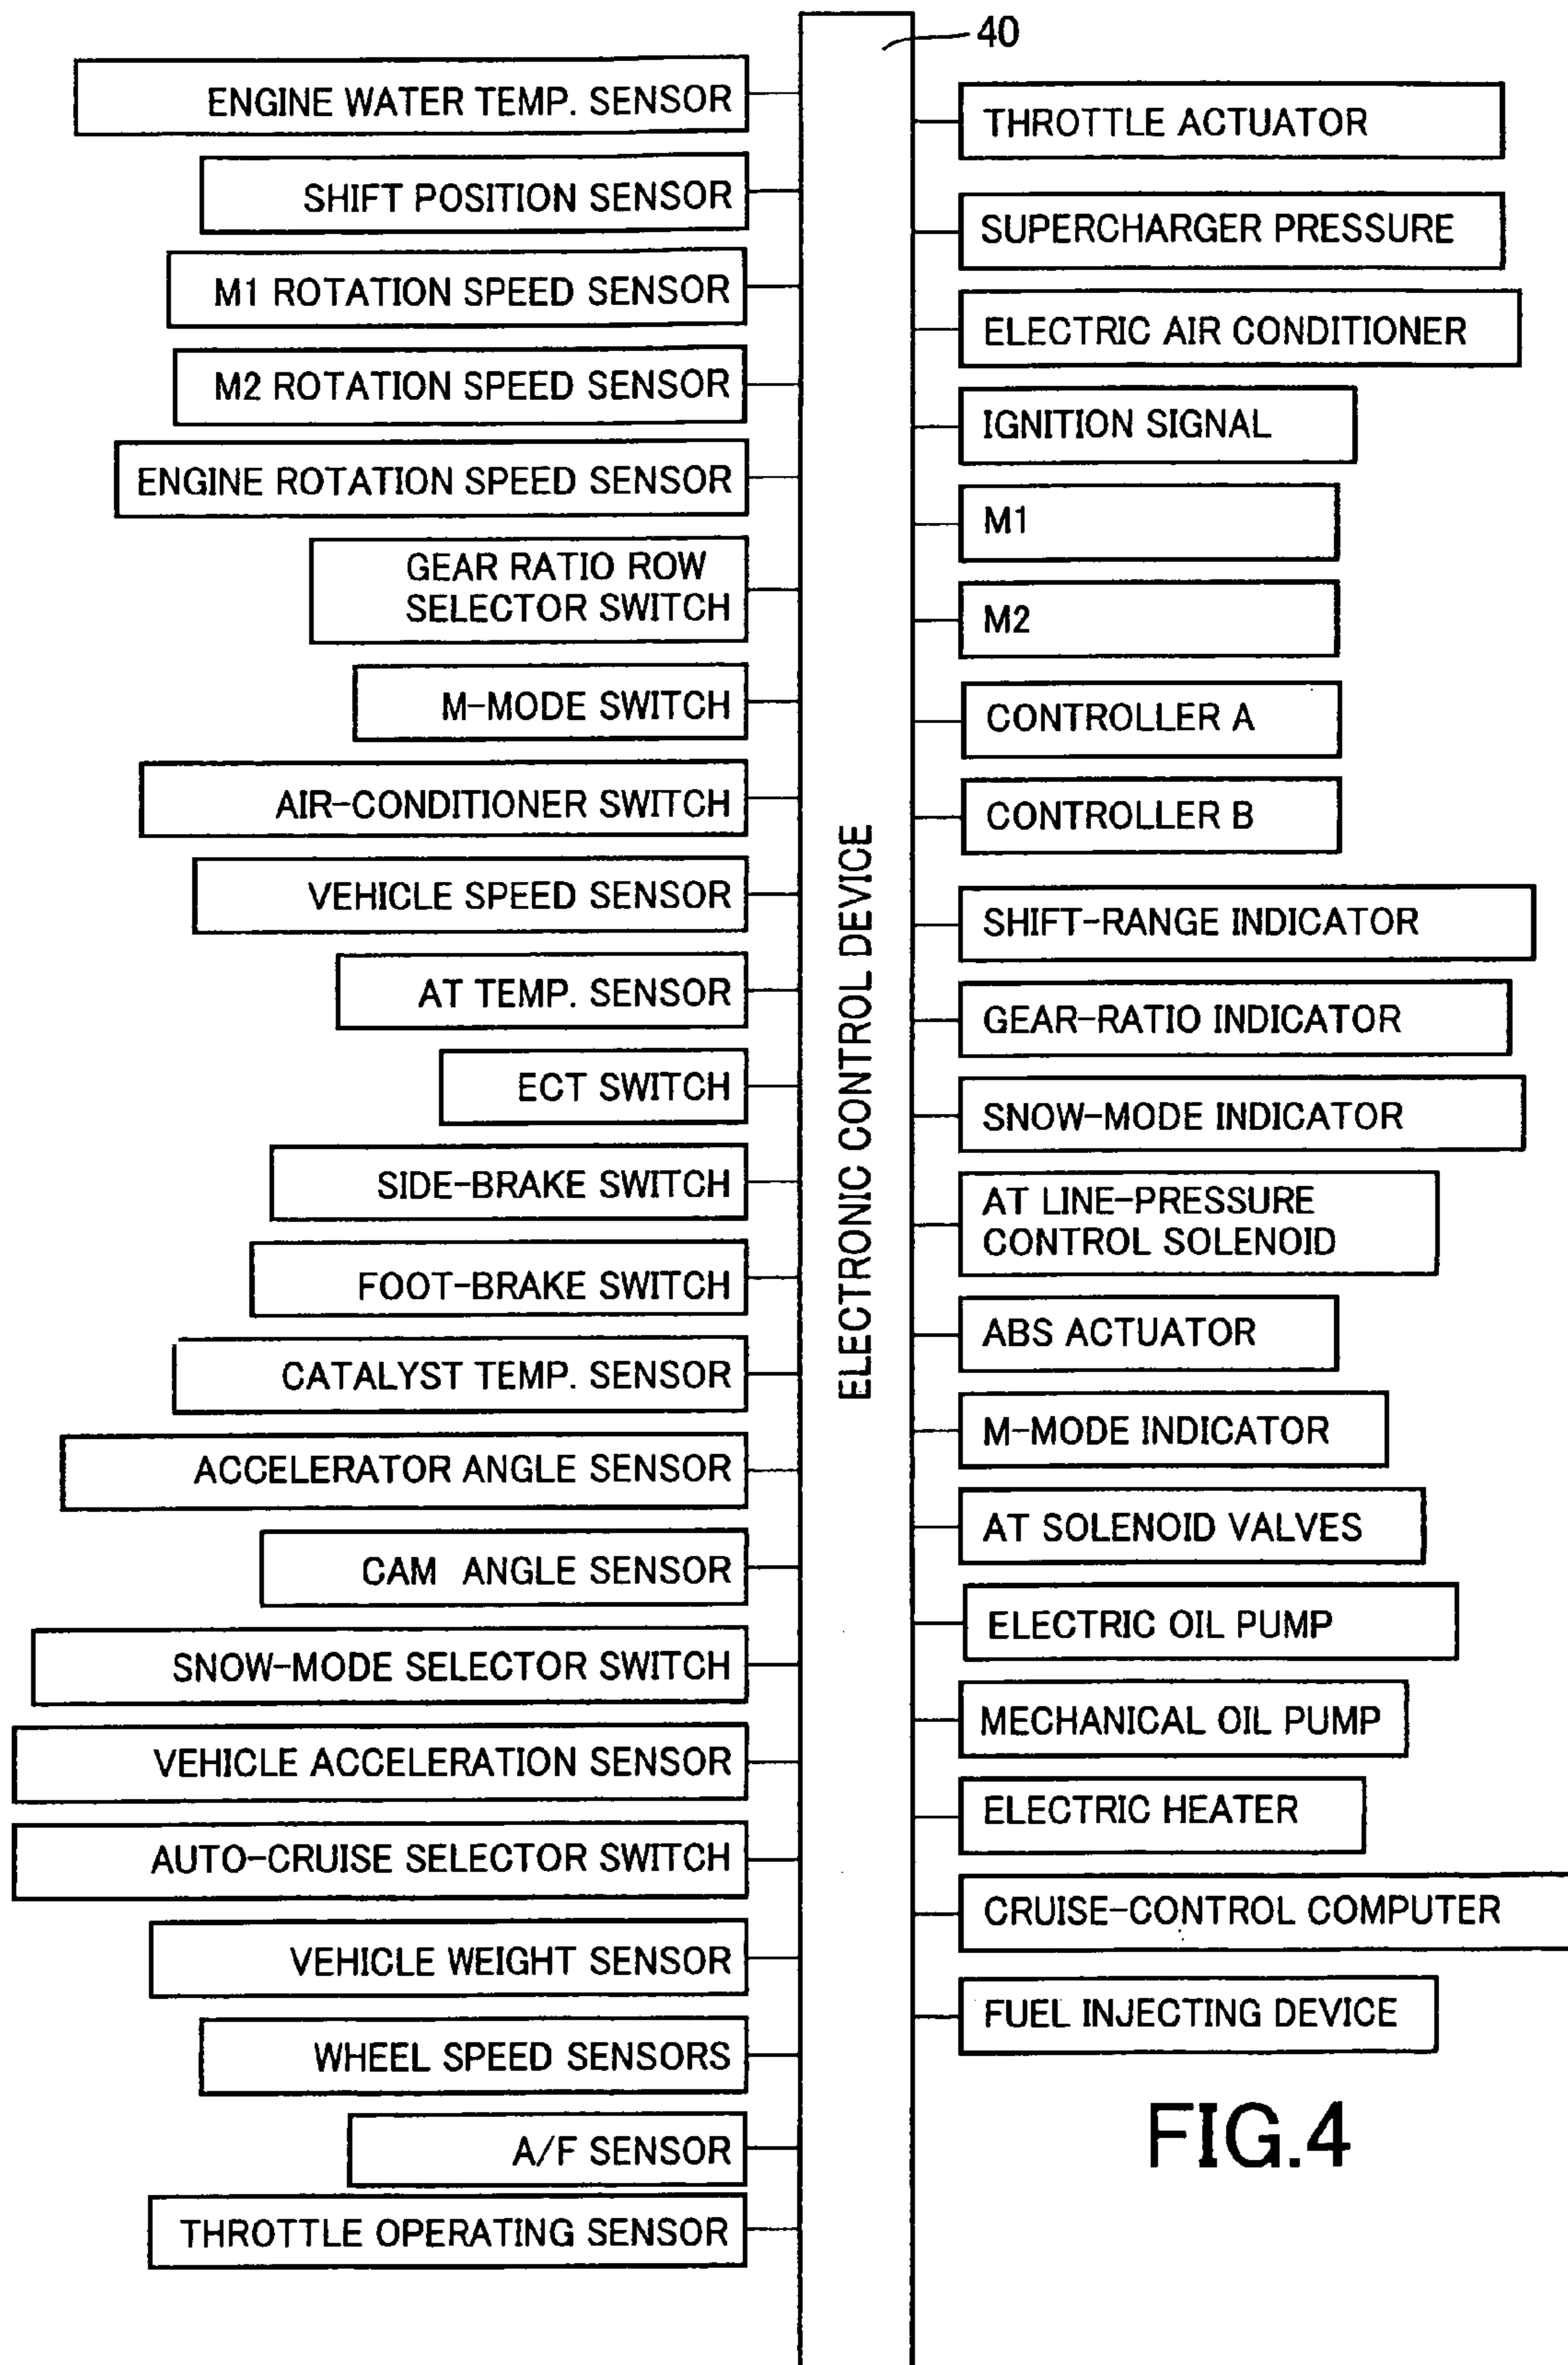 40
ENGINE WATER TEMP. SENSOR
SHIFT POSITION SENSOR
M1 ROTATION SPEED SENSOR
M2 ROTATION SPEED SENSOR
ENGINE ROTATION SPEED SENSOR
GEAR RATIO ROW
SELECTOR SWITCH
M-MODE SWITCH
AIR-CONDITIONER SWITCH
VEHICLE SPEED SENSOR
AT TEMP. SENSOR
ECT SWITCH
SIDE-BRAKE SWITCH
FOOT-BRAKE SWITCH
CATALYST TEMP. SENSOR
ACCELERATOR ANGLE SENSOR
CAM ANGLE SENSOR
SNOW-MODE SELECTOR SWITCH
VEHICLE ACCELERATION SENSOR
AUTO-CRUISE SELECTOR SWITCH
VEHICLE WEIGHT SENSOR
WHEEL SPEED SENSORS
A/F SENSOR
THROTTLE OPERATING SENSOR
ELECTRONIC CONTROL DEVICE
THROTTLE ACTUATOR
SUPERCHARGER PRESSURE
ELECTRIC AIR CONDITIONER
IGNITION SIGNAL
M1
M2
CONTROLLER A
CONTROLLER B
SHIFT-RANGE INDICATOR
GEAR-RATIO INDICATOR
SNOW-MODE INDICATOR
AT LINE-PRESSURE
CONTROL SOLENOID
ABS ACTUATOR
M-MODE INDICATOR
AT SOLENOID VALVES
ELECTRIC OIL PUMP
MECHANICAL OIL PUMP
ELECTRIC HEATER
CRUISE-CONTROL COMPUTER
FUEL INJECTING DEVICE
FIG.4